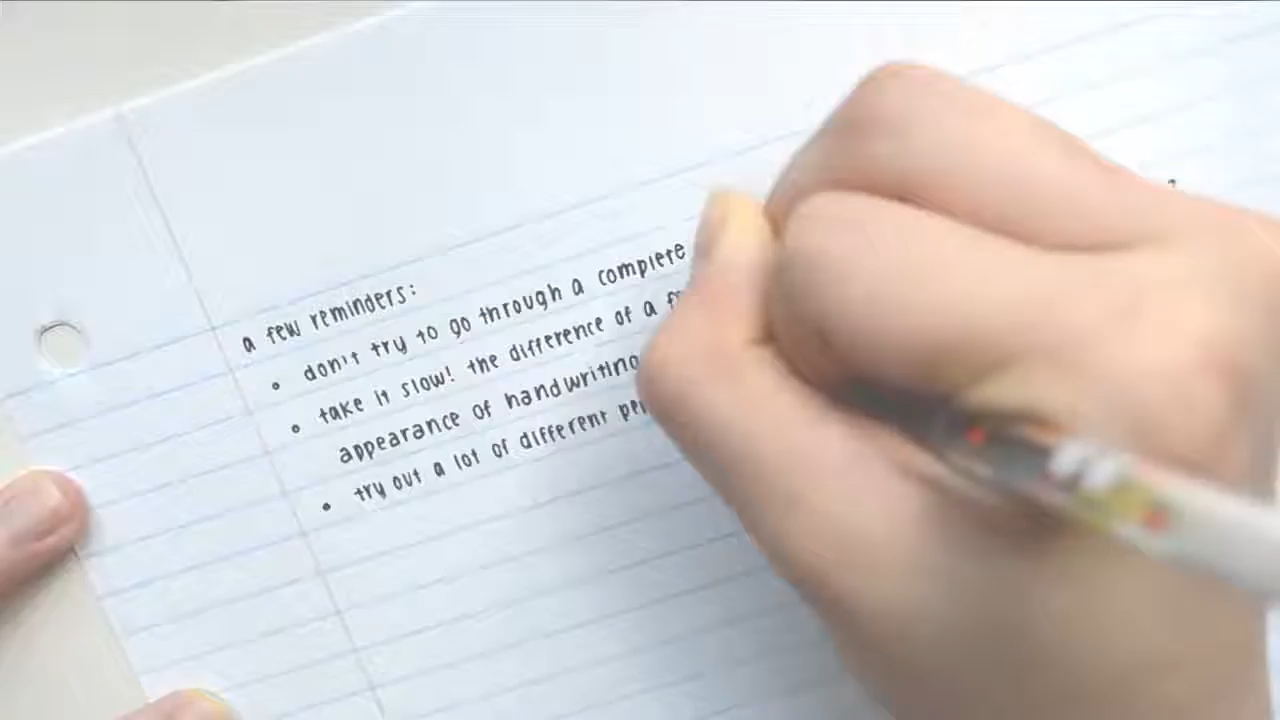 a few reminders:
• don't try to go through a complete
• take it slow! the difference of a
appearance of handwriting
• try out a lot of different